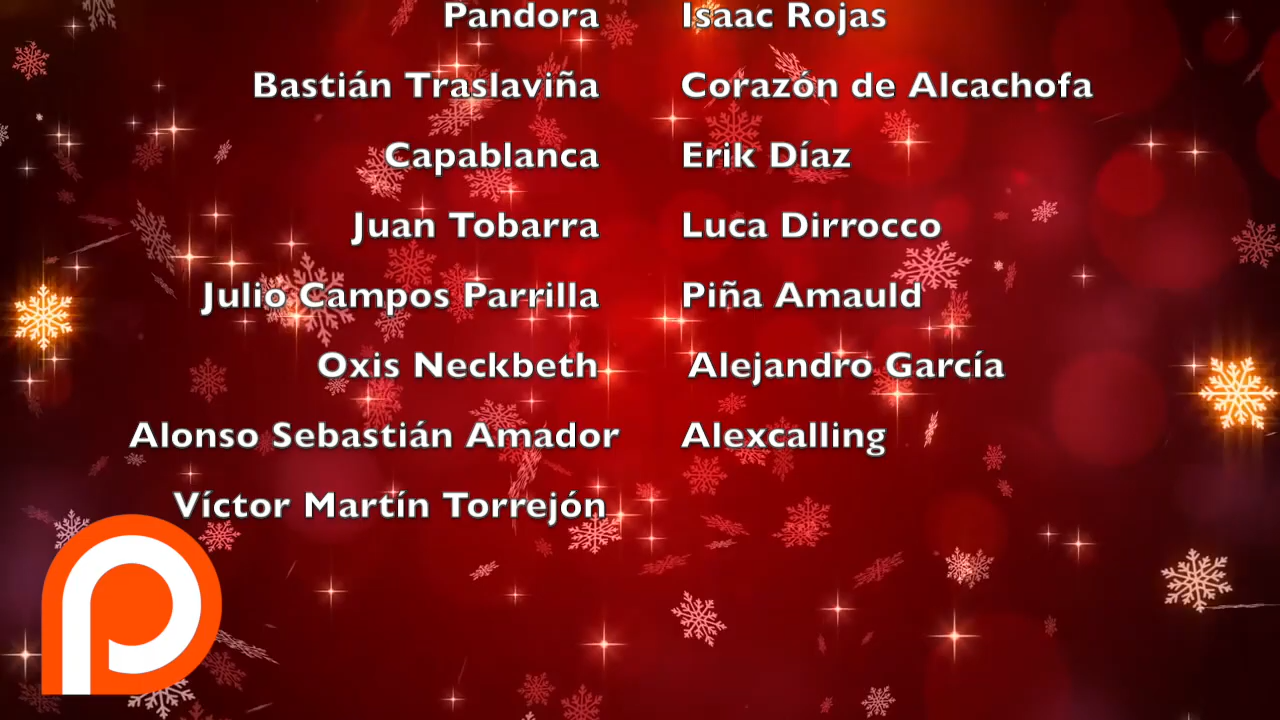 Pandora Isaac Rojas
Bastián Traslaviña Corazón de Alcachofa
Capablanca Erik Díaz
Juan Tobarra Luca Dirrocco
Julio Campos Parrilla Piña Amauld
Oxis Neckbeth Alejandro García
Alonso Sebastián Amador Alexcalling
Víctor Martín Torrejón